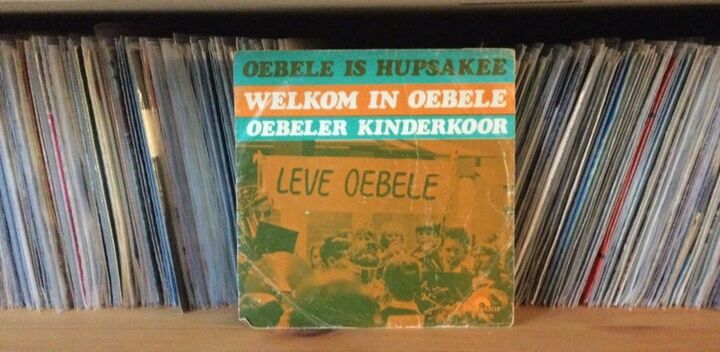 OEBELE IS HUPSAKEE
WELKOM IN OEBELE
OEBELER KINDERKOOR
LEVE OEBELE